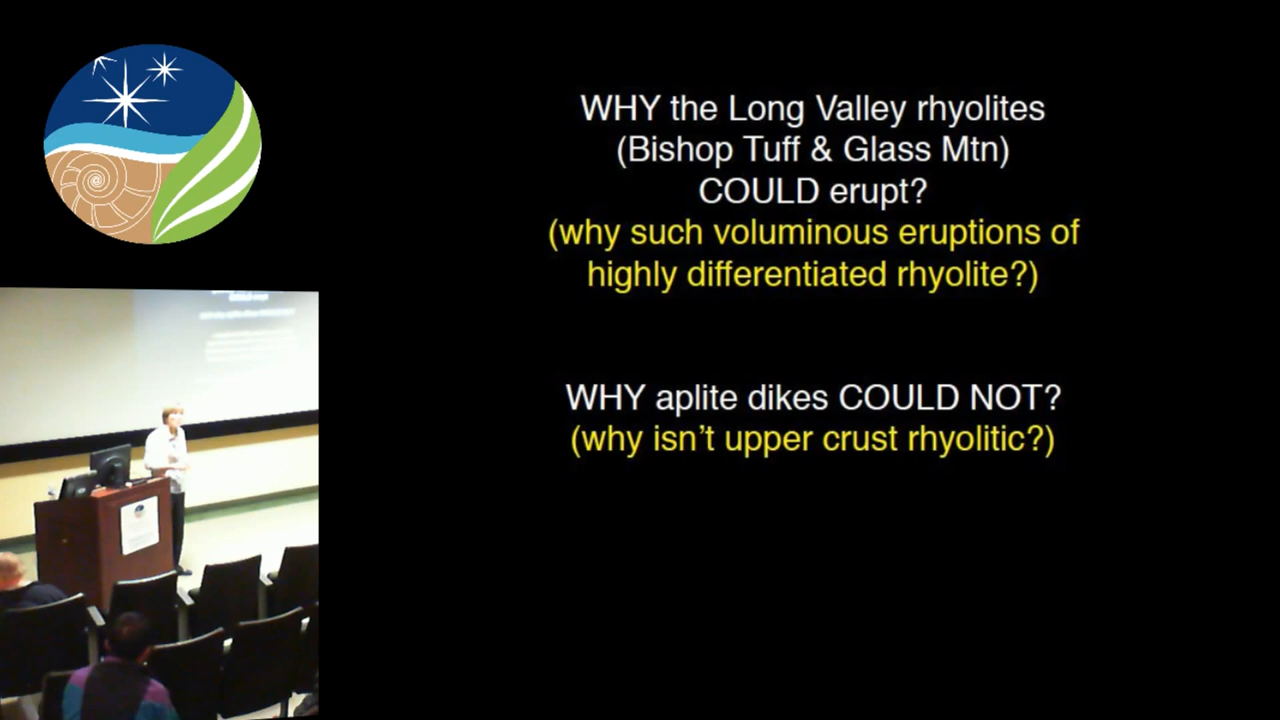 WHY the Long Valley rhyolites
(Bishop Tuff & Glass Mtn)
COULD erupt?
(why such voluminous eruptions of
highly differentiated rhyolite?)
WHY aplite dikes COULD NOT?
(why isn't upper crust rhyolitic?)